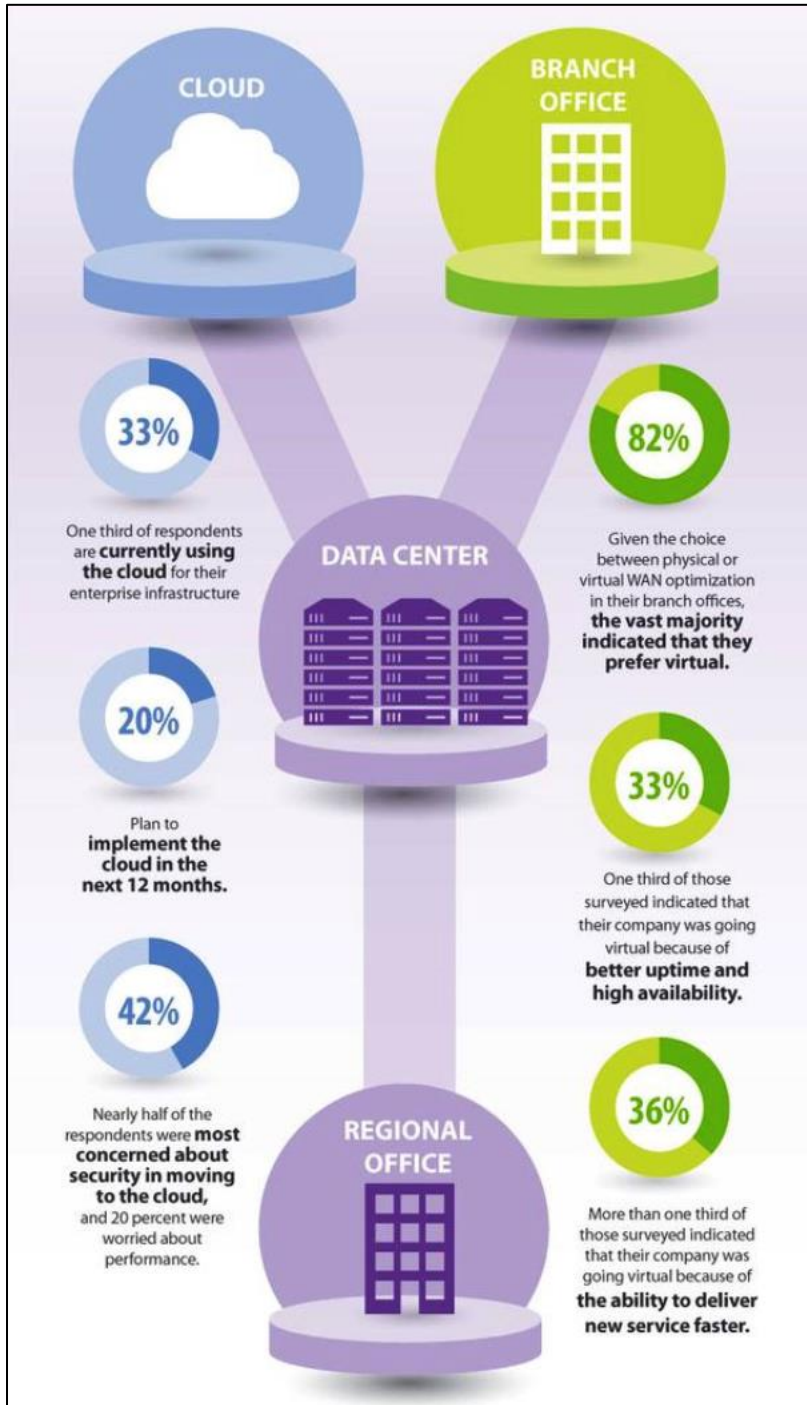 CLOUD
BRANCH
OFFICE
33%
One third of respondents
are currently using
the cloud for their
enterprise infrastructure
20%
Plan to
implement the
cloud in the
next 12 months.
42%
Nearly half of the
respondents were most
concerned about
security in moving
to the cloud,
and 20 percent were
worried about
performance.
DATA CENTER
REGIONAL
OFFICE
82%
Given the choice
between physical or
virtual WAN optimization
in their branch offices,
the vast majority
indicated that they
prefer virtual.
33%
One third of those
surveyed indicated that
their company was going
virtual because of
better uptime and
high availability.
36%
More than one third of
those surveyed indicated
that their company was
going virtual because of
the ability to deliver
new service faster.